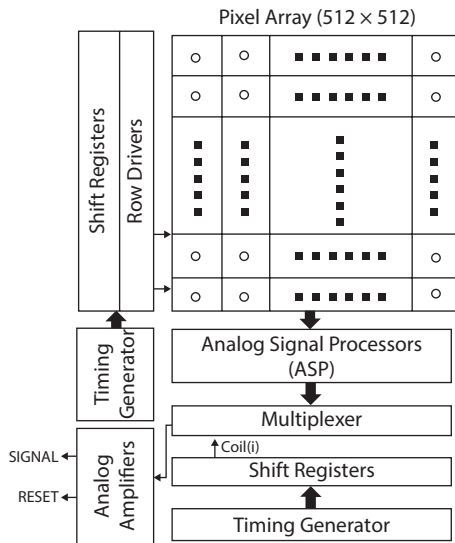 Pixel Array (512 × 512)
Shift Registers
Row Drivers
Timing
Generator
Analog Signal Processors
(ASP)
Multiplexer
Coil(i)
Shift Registers
Timing Generator
Analog
Amplifiers
SIGNAL
RESET